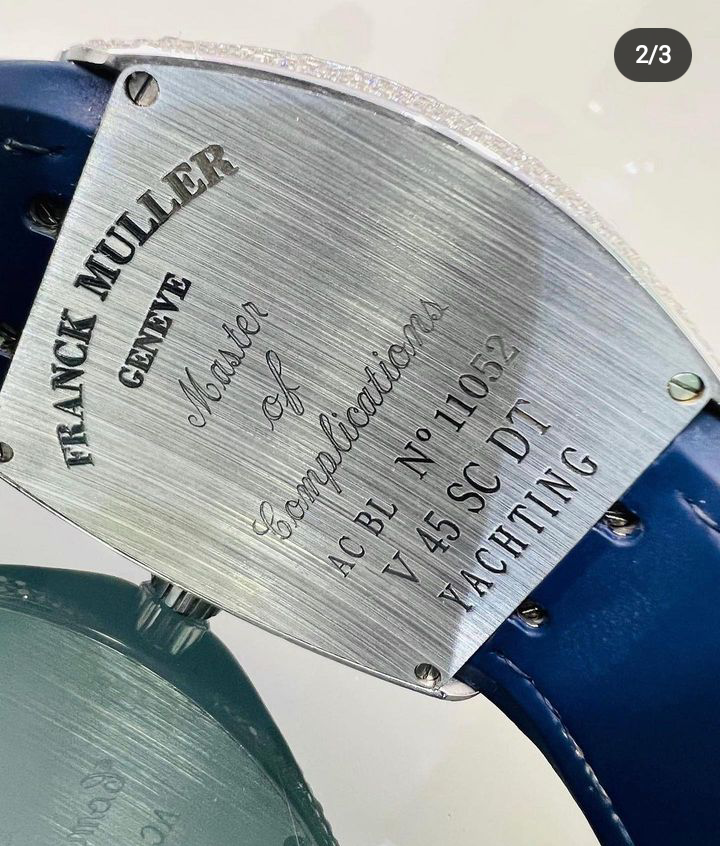 2/3
FRANCK MULLER
GENEVE
Master
of
Complications
AC BL Nº 11052
V 45 SC DT
YACHTING